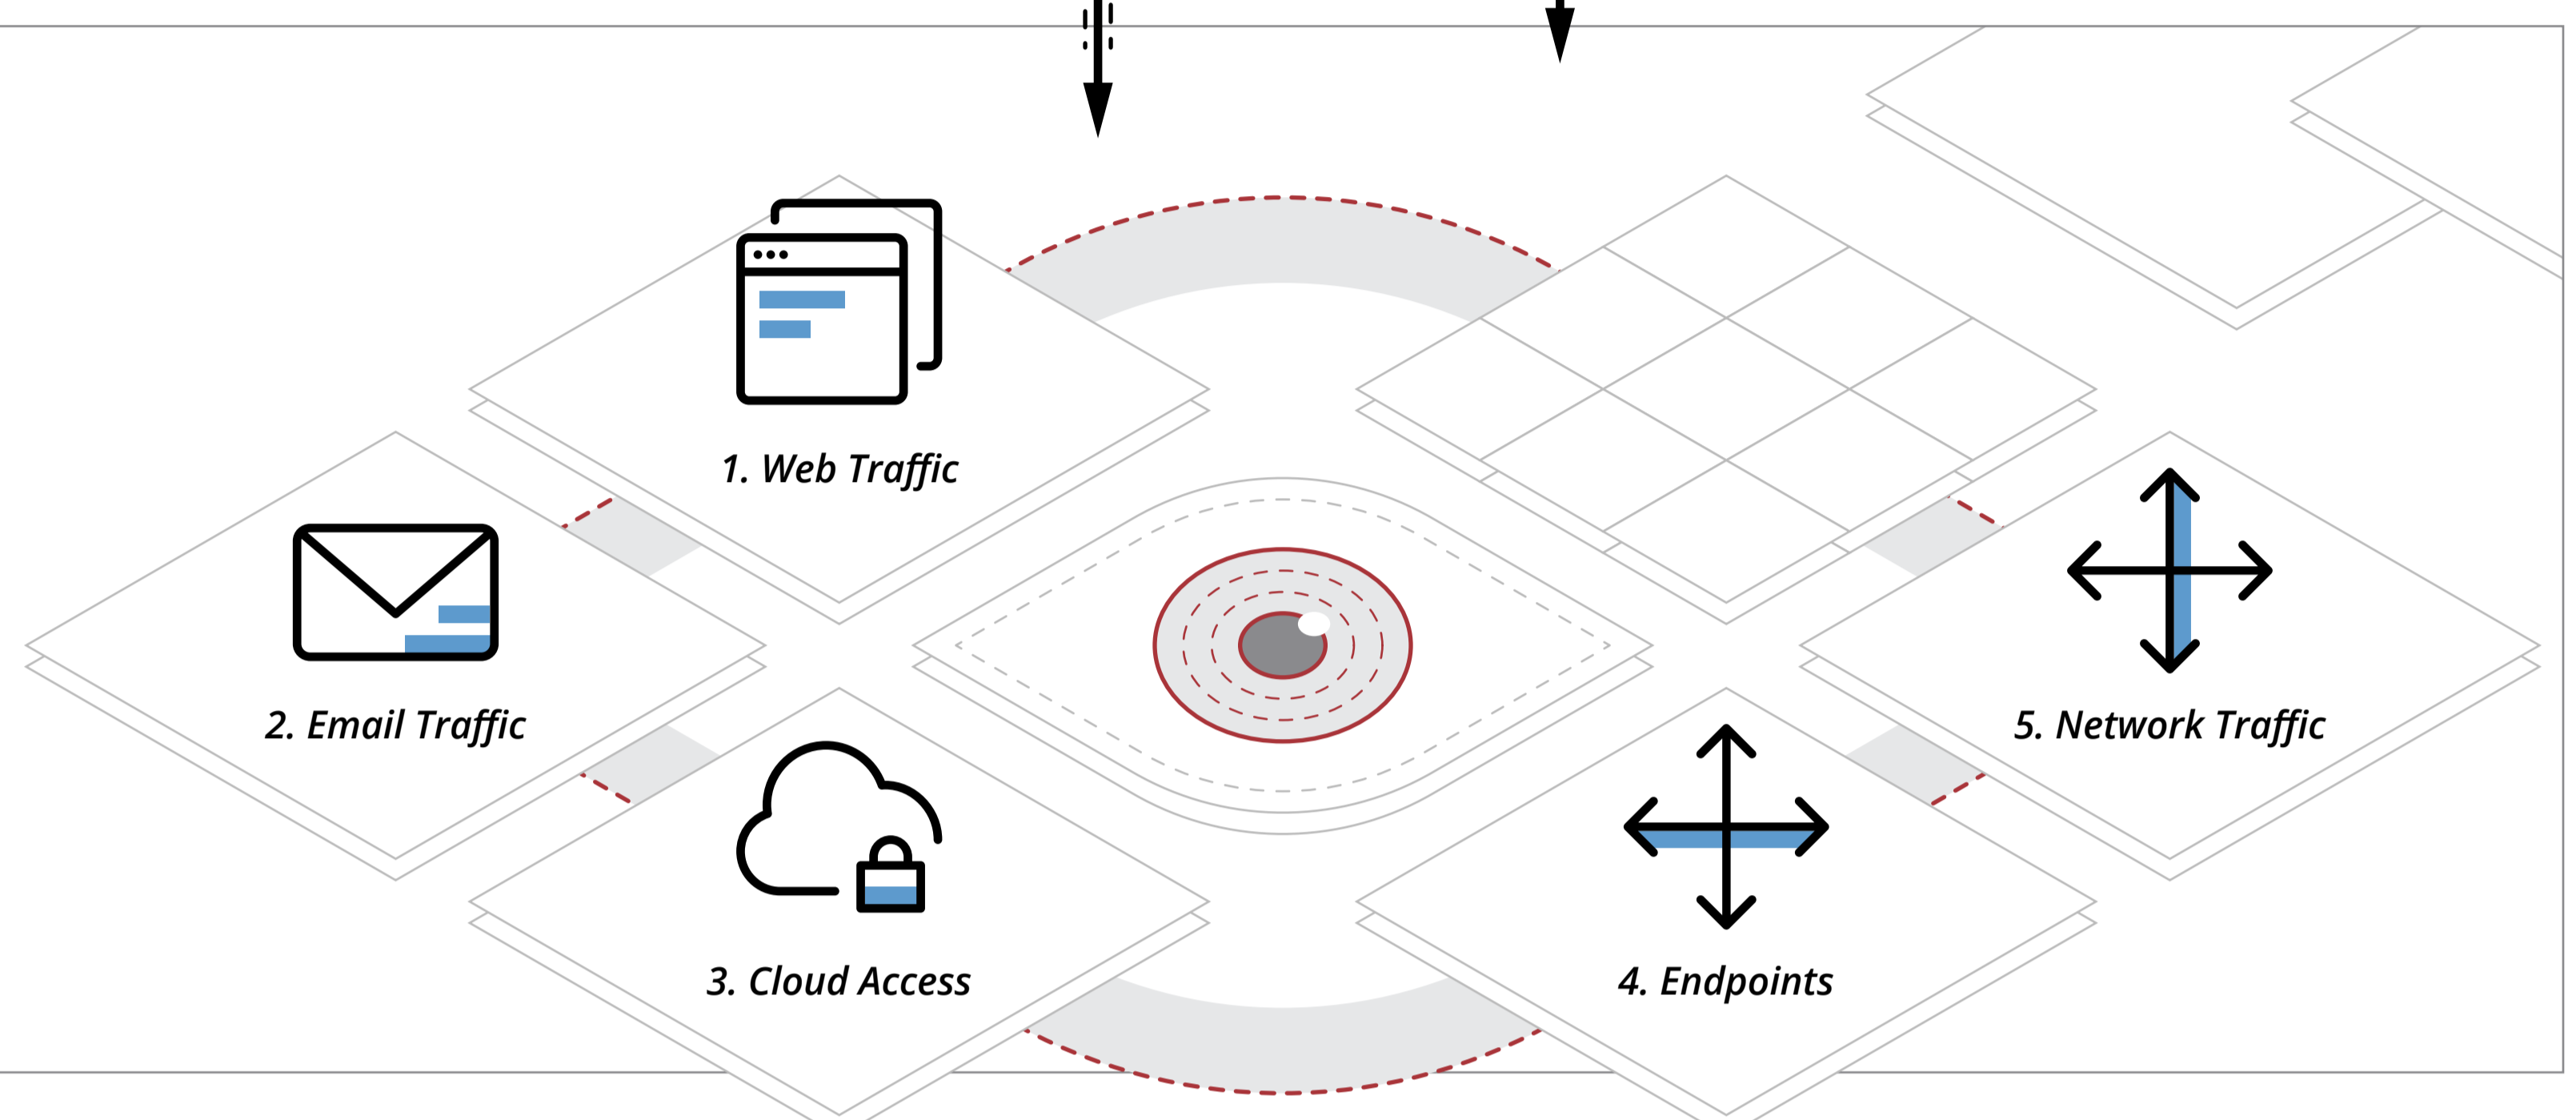 1. Web Traffic
2. Email Traffic
3. Cloud Access
4. Endpoints
5. Network Traffic